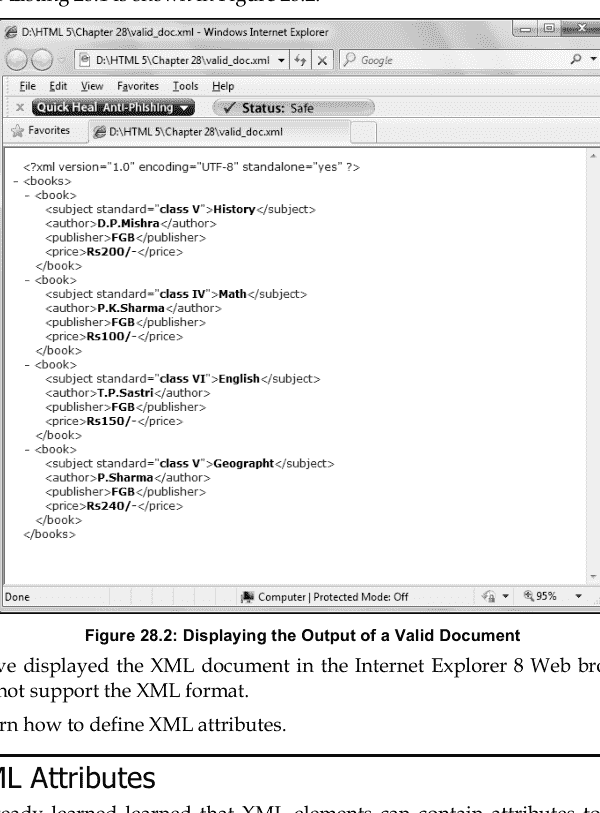 D:\HTML 5\Chapter 28\valid_doc.xml - Windows Internet Explorer
D:\HTML 5\Chapter 28\valid_doc.xml Google
File Edit View Favorites Tools Help
x Quick Heal Anti-Phishing Status: Safe
Favorites D:\HTML 5\Chapter 28\valid_doc.xml
<?xml version="1.0" encoding="UTF-8" standalone="yes" ?>
- <books>
- <book>
<subject standard="class V">History</subject>
<author>D.P.Mishra</author>
<publisher>FGB</publisher>
<price>Rs200/-</price>
</book>
- <book>
<subject standard="class IV">Math</subject>
<author>P.K.Sharma</author>
<publisher>FGB</publisher>
<price>Rs100/-</price>
</book>
- <book>
<subject standard="class VI">English</subject>
<author>T.P.Sastri</author>
<publisher>FGB</publisher>
<price>Rs150/-</price>
</book>
- <book>
<subject standard="class V">Geographt</subject>
<author>P.Sharma</author>
<publisher>FGB</publisher>
<price>Rs240/-</price>
</book>
</books>
Done Computer | Protected Mode: Off 95%
Figure 28.2: Displaying the Output of a Valid Document
ve displayed the XML document in the Internet Explorer 8 Web bro
not support the XML format.
rn how to define XML attributes.
ML Attributes